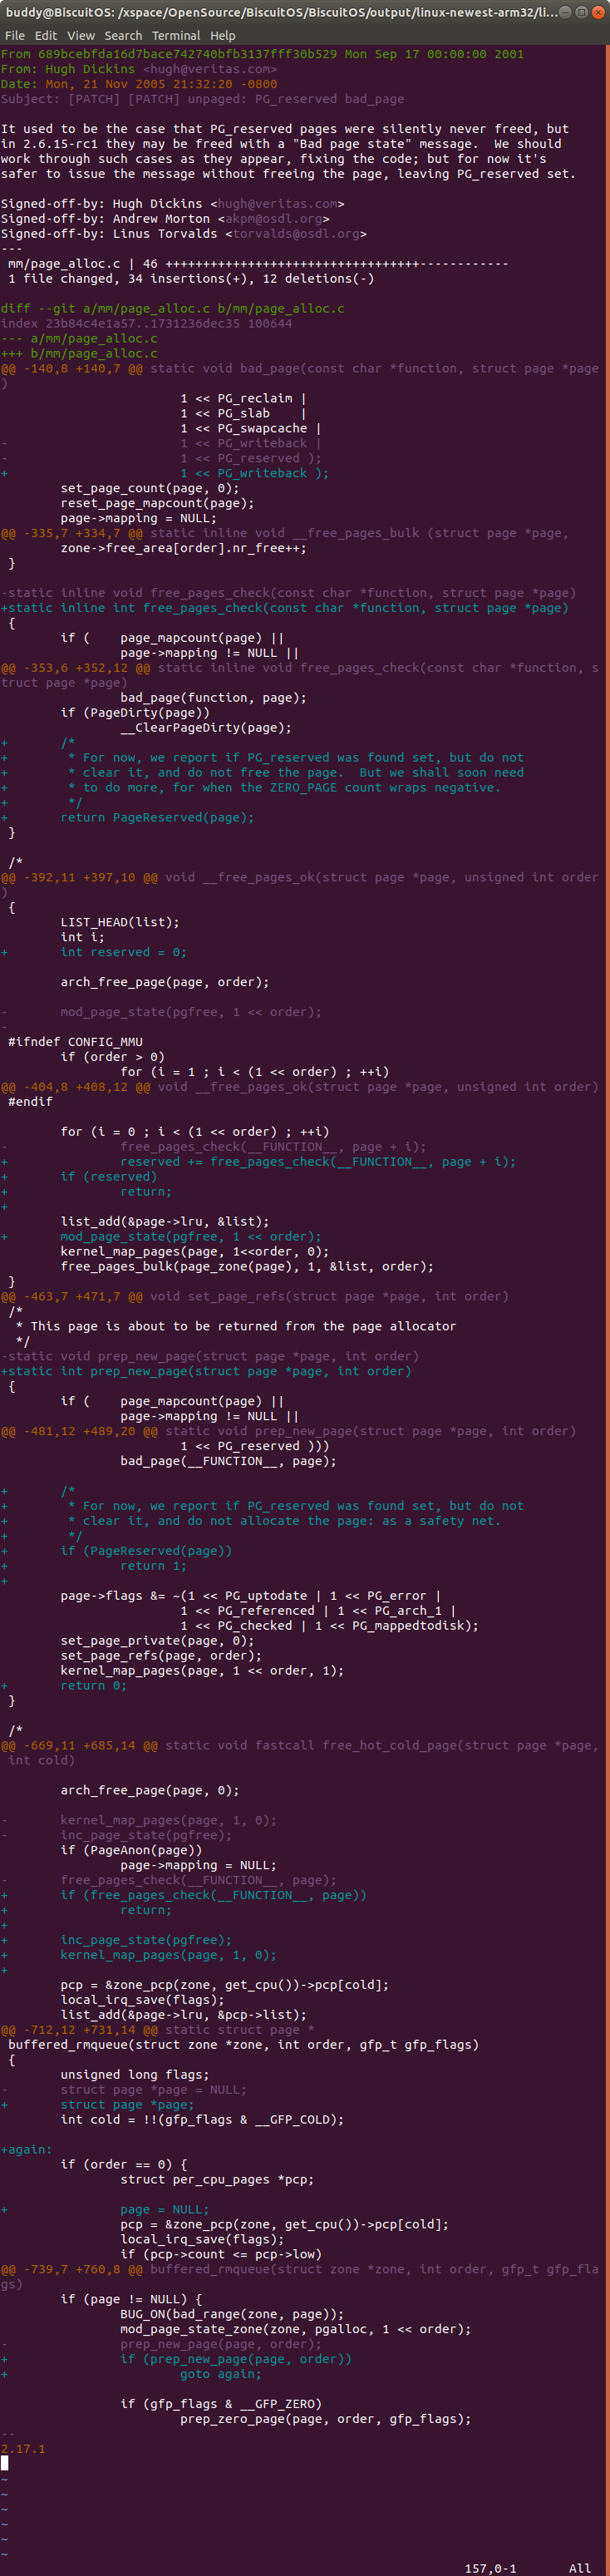 buddy@BiscuitOS: /xspace/OpenSource/BiscuitOS/BiscuitOS/output/linux-newest-arm32/li...
File Edit View Search Terminal Help
From 689bcebfda16d7bace742740bfb3137fff30b529 Mon Sep 17 00:00:00 2001
From: Hugh Dickins <hugh@veritas.com>
Date: Mon, 21 Nov 2005 21:32:20 -0800
Subject: [PATCH] [PATCH] unpaged: PG_reserved bad_page

It used to be the case that PG_reserved pages were silently never freed, but
in 2.6.15-rc1 they may be freed with a "Bad page state" message.  We should
work through such cases as they appear, fixing the code; but for now it's
safer to issue the message without freeing the page, leaving PG_reserved set.

Signed-off-by: Hugh Dickins <hugh@veritas.com>
Signed-off-by: Andrew Morton <akpm@osdl.org>
Signed-off-by: Linus Torvalds <torvalds@osdl.org>
---
 mm/page_alloc.c | 46 ++++++++++++++++++++++++++++++++++------------
 1 file changed, 34 insertions(+), 12 deletions(-)

diff --git a/mm/page_alloc.c b/mm/page_alloc.c
index 23b84c4e1a57..1731236dec35 100644
--- a/mm/page_alloc.c
+++ b/mm/page_alloc.c
@@ -140,8 +140,7 @@ static void bad_page(const char *function, struct page *page
)
                        1 << PG_reclaim |
                        1 << PG_slab    |
                        1 << PG_swapcache |
-                       1 << PG_writeback |
-                       1 << PG_reserved );
+                       1 << PG_writeback );
        set_page_count(page, 0);
        reset_page_mapcount(page);
        page->mapping = NULL;
@@ -335,7 +334,7 @@ static inline void __free_pages_bulk (struct page *page,
        zone->free_area[order].nr_free++;
 }

-static inline void free_pages_check(const char *function, struct page *page)
+static inline int free_pages_check(const char *function, struct page *page)
 {
        if (    page_mapcount(page) ||
                page->mapping != NULL ||
@@ -353,6 +352,12 @@ static inline void free_pages_check(const char *function, s
truct page *page)
                bad_page(function, page);
        if (PageDirty(page))
                __ClearPageDirty(page);
+       /*
+        * For now, we report if PG_reserved was found set, but do not
+        * clear it, and do not free the page.  But we shall soon need
+        * to do more, for when the ZERO_PAGE count wraps negative.
+        */
+       return PageReserved(page);
 }

 /*
@@ -392,11 +397,10 @@ void __free_pages_ok(struct page *page, unsigned int order
)
 {
        LIST_HEAD(list);
        int i;
+       int reserved = 0;

        arch_free_page(page, order);

-       mod_page_state(pgfree, 1 << order);
-
 #ifndef CONFIG_MMU
        if (order > 0)
                for (i = 1 ; i < (1 << order) ; ++i)
@@ -404,8 +408,12 @@ void __free_pages_ok(struct page *page, unsigned int order)
 #endif

        for (i = 0 ; i < (1 << order) ; ++i)
-               free_pages_check(__FUNCTION__, page + i);
+               reserved += free_pages_check(__FUNCTION__, page + i);
+       if (reserved)
+               return;
+
        list_add(&page->lru, &list);
+       mod_page_state(pgfree, 1 << order);
        kernel_map_pages(page, 1<<order, 0);
        free_pages_bulk(page_zone(page), 1, &list, order);
 }
@@ -463,7 +471,7 @@ void set_page_refs(struct page *page, int order)
 /*
  * This page is about to be returned from the page allocator
  */
-static void prep_new_page(struct page *page, int order)
+static int prep_new_page(struct page *page, int order)
 {
        if (    page_mapcount(page) ||
                page->mapping != NULL ||
@@ -481,12 +489,20 @@ static void prep_new_page(struct page *page, int order)
                        1 << PG_reserved )))
                bad_page(__FUNCTION__, page);

+       /*
+        * For now, we report if PG_reserved was found set, but do not
+        * clear it, and do not allocate the page: as a safety net.
+        */
+       if (PageReserved(page))
+               return 1;
+
        page->flags &= ~(1 << PG_uptodate | 1 << PG_error |
                        1 << PG_referenced | 1 << PG_arch_1 |
                        1 << PG_checked | 1 << PG_mappedtodisk);
        set_page_private(page, 0);
        set_page_refs(page, order);
        kernel_map_pages(page, 1 << order, 1);
+       return 0;
 }

 /*
@@ -669,11 +685,14 @@ static void fastcall free_hot_cold_page(struct page *page,
 int cold)

        arch_free_page(page, 0);

-       kernel_map_pages(page, 1, 0);
-       inc_page_state(pgfree);
        if (PageAnon(page))
                page->mapping = NULL;
-       free_pages_check(__FUNCTION__, page);
+       if (free_pages_check(__FUNCTION__, page))
+               return;
+
+       inc_page_state(pgfree);
+       kernel_map_pages(page, 1, 0);
+
        pcp = &zone_pcp(zone, get_cpu())->pcp[cold];
        local_irq_save(flags);
        list_add(&page->lru, &pcp->list);
@@ -712,12 +731,14 @@ static struct page *
 buffered_rmqueue(struct zone *zone, int order, gfp_t gfp_flags)
 {
        unsigned long flags;
-       struct page *page = NULL;
+       struct page *page;
        int cold = !!(gfp_flags & __GFP_COLD);

+again:
        if (order == 0) {
                struct per_cpu_pages *pcp;

+               page = NULL;
                pcp = &zone_pcp(zone, get_cpu())->pcp[cold];
                local_irq_save(flags);
                if (pcp->count <= pcp->low)
@@ -739,7 +760,8 @@ buffered_rmqueue(struct zone *zone, int order, gfp_t gfp_fla
gs)
        if (page != NULL) {
                BUG_ON(bad_range(zone, page));
                mod_page_state_zone(zone, pgalloc, 1 << order);
-               prep_new_page(page, order);
+               if (prep_new_page(page, order))
+                       goto again;

                if (gfp_flags & __GFP_ZERO)
                        prep_zero_page(page, order, gfp_flags);
--
2.17.1

~
~
~
~
~
~
157,0-1       All